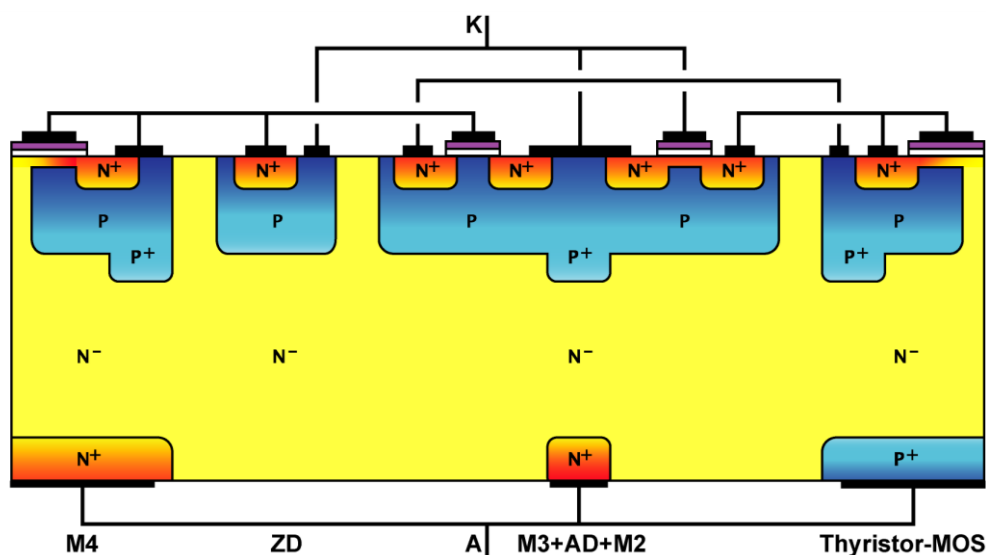 K
N+ N+ N+ N+ N+ N+ N+
P P P P P
P+ P+ P+
N− N− N− N−
N+ N+ P+
M4 ZD A M3+AD+M2 Thyristor-MOS